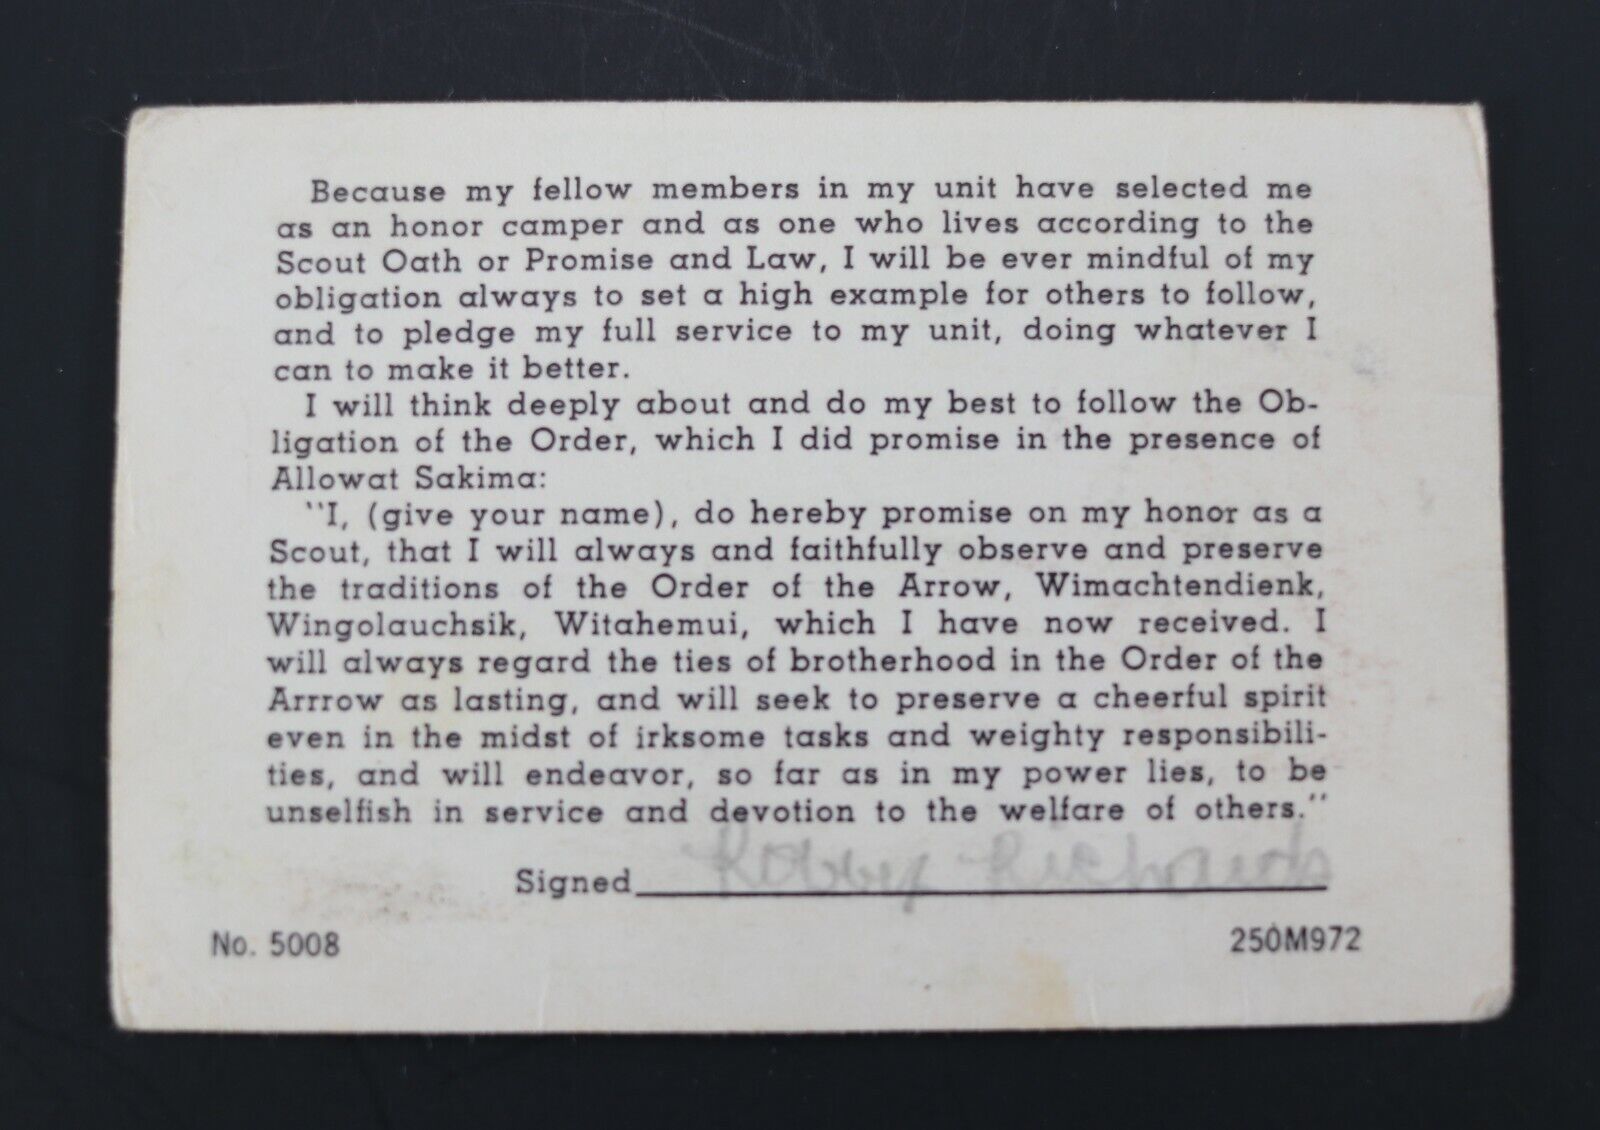 Because my fellow members in my unit have selected me
as an honor camper and as one who lives according to the
Scout Oath or Promise and Law, I will be ever mindful of my
obligation always to set a high example for others to follow,
and to pledge my full service to my unit, doing whatever I
can to make it better.
I will think deeply about and do my best to follow the Ob-
ligation of the Order, which I did promise in the presence of
Allowat Sakima:
"I, (give your name), do hereby promise on my honor as a
Scout, that I will always and faithfully observe and preserve
the traditions of the Order of the Arrow, Wimachtendienk,
Wingolauchsik, Witahemui, which I have now received. I
will always regard the ties of brotherhood in the Order of the
Arrrow as lasting, and will seek to preserve a cheerful spirit
even in the midst of irksome tasks and weighty responsibili-
ties, and will endeavor, so far as in my power lies, to be
unselfish in service and devotion to the welfare of others."
Signed
No. 5008
250M972